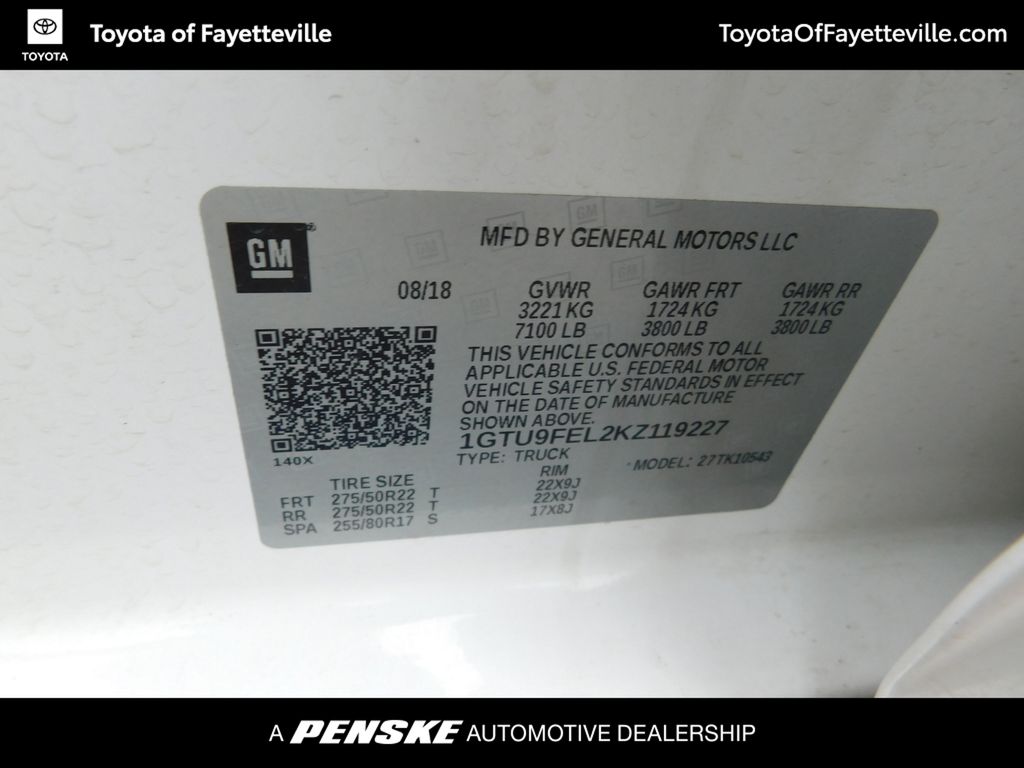 TOYOTA
Toyota of Fayetteville
ToyotaOfFayetteville.com
GM
MFD BY GENERAL MOTORS LLC
08/18 GVWR GAWR FRT GAWR RR
3221 KG 1724 KG 1724 KG
7100 LB 3800 LB 3800 LB
THIS VEHICLE CONFORMS TO ALL
APPLICABLE U.S. FEDERAL MOTOR
VEHICLE SAFETY STANDARDS IN EFFECT
ON THE DATE OF MANUFACTURE
SHOWN ABOVE.
1GTU9FEL2KZ119227
140X
TYPE: TRUCK MODEL: 27TK10543
TIRE SIZE RIM
FRT 275/50R22 T 22X9J
RR 275/50R22 T 22X9J
SPA 255/80R17 S 17X8J
A PENSKE AUTOMOTIVE DEALERSHIP